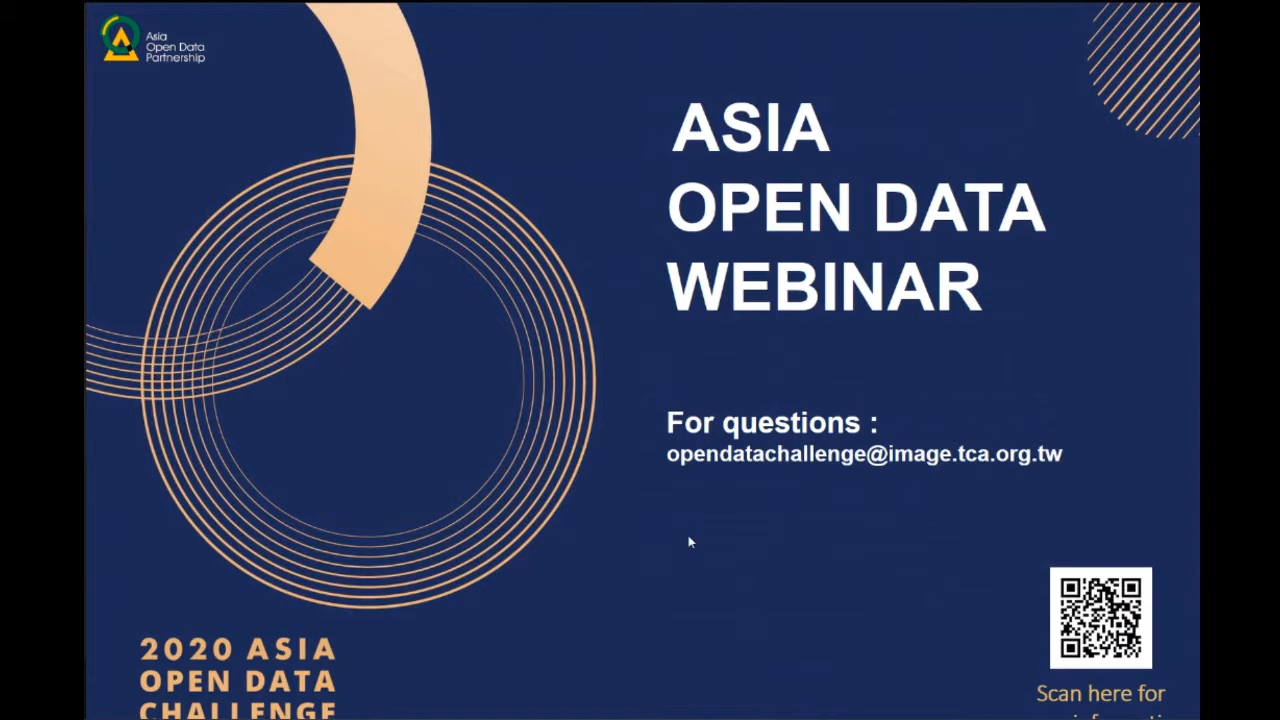 Asia
Open Data
Partnership
ASIA
OPEN DATA
WEBINAR
For questions :
opendatachallenge@image.tca.org.tw
2020 ASIA
OPEN DATA
CHALLENGE
Scan here for